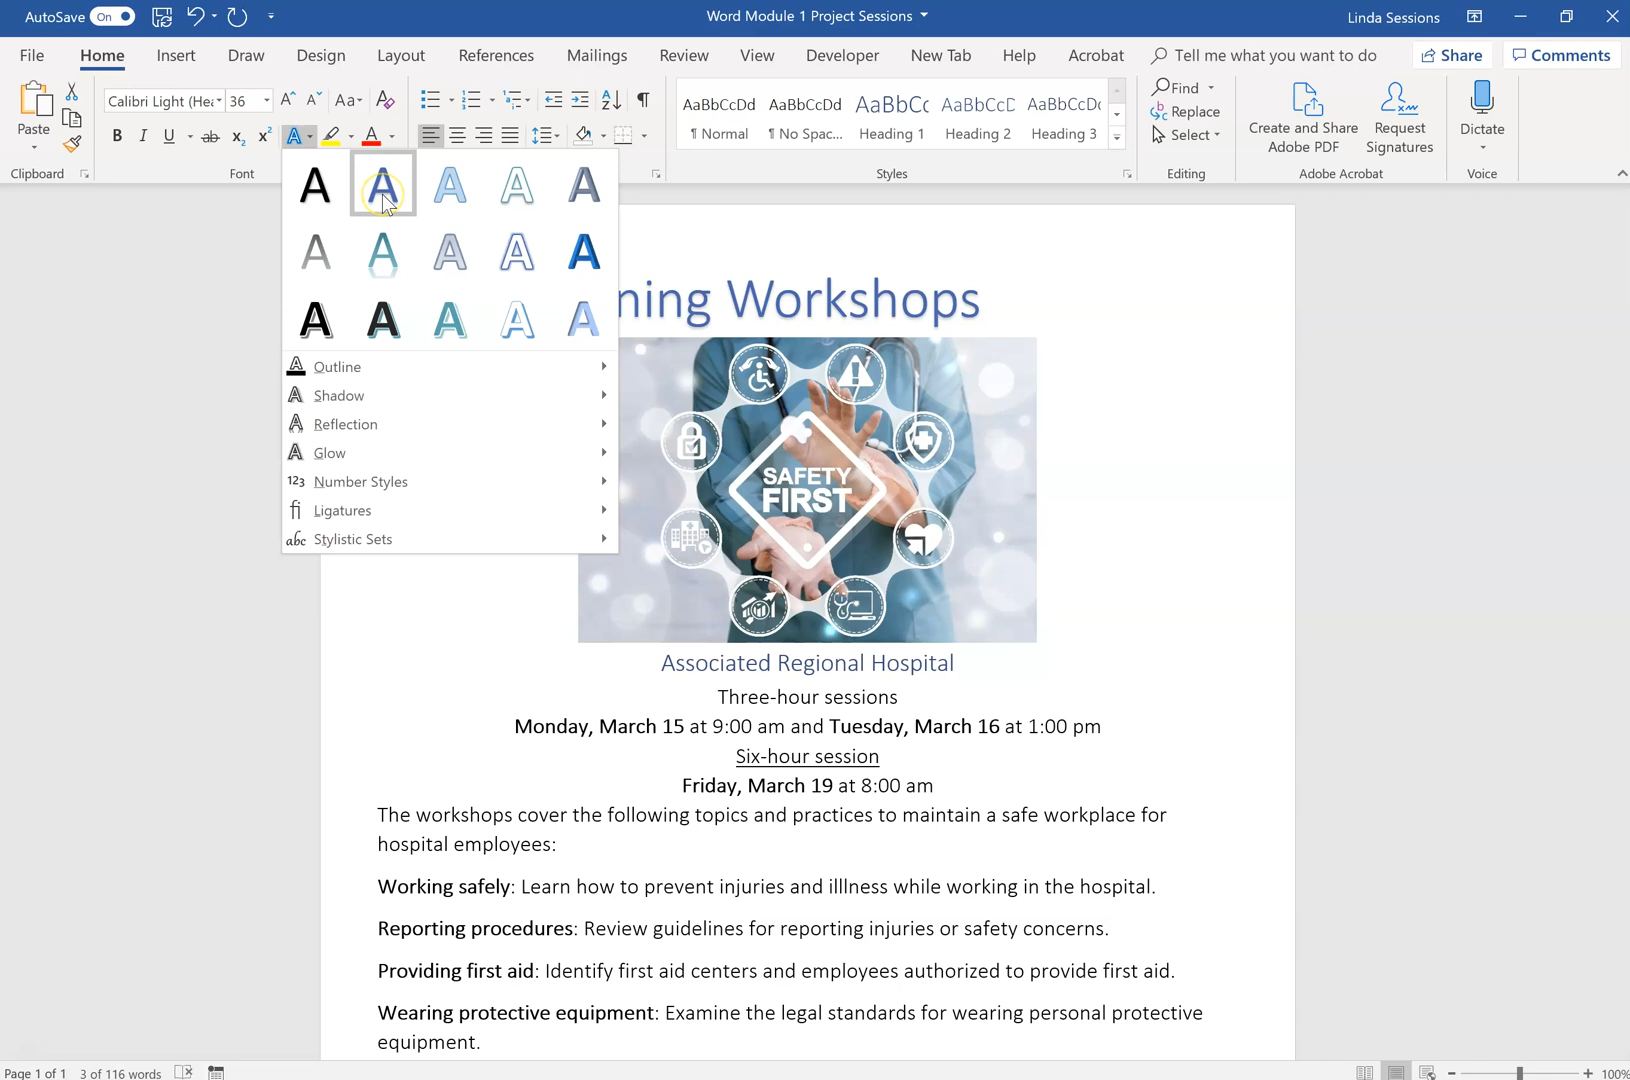 AutoSave On
Word Module 1 Project Sessions
Linda Sessions
File Home Insert Draw Design Layout References Mailings Review View Developer New Tab Help Acrobat Tell me what you want to do Share Comments
Paste
Calibri Light (He 36
Aa
B I U ab x₂ x² A A
AaBbCcDd AaBbCcDd AaBbCc AaBbCcD AaBbCcDc
¶ Normal ¶ No Spac... Heading 1 Heading 2 Heading 3
Find
Replace
Select
Create and Share
Adobe PDF
Request
Signatures
Dictate
Clipboard Font Styles Editing Adobe Acrobat Voice
A A A A A
A A A A A
A A A A A
Outline
Shadow
Reflection
Glow
123 Number Styles
fi Ligatures
abc Stylistic Sets
ning Workshops
SAFETY
FIRST
Associated Regional Hospital
Three-hour sessions
Monday, March 15 at 9:00 am and Tuesday, March 16 at 1:00 pm
Six-hour session
Friday, March 19 at 8:00 am
The workshops cover the following topics and practices to maintain a safe workplace for
hospital employees:
Working safely: Learn how to prevent injuries and illlness while working in the hospital.
Reporting procedures: Review guidelines for reporting injuries or safety concerns.
Providing first aid: Identify first aid centers and employees authorized to provide first aid.
Wearing protective equipment: Examine the legal standards for wearing personal protective
equipment.
Page 1 of 1 3 of 116 words
100%